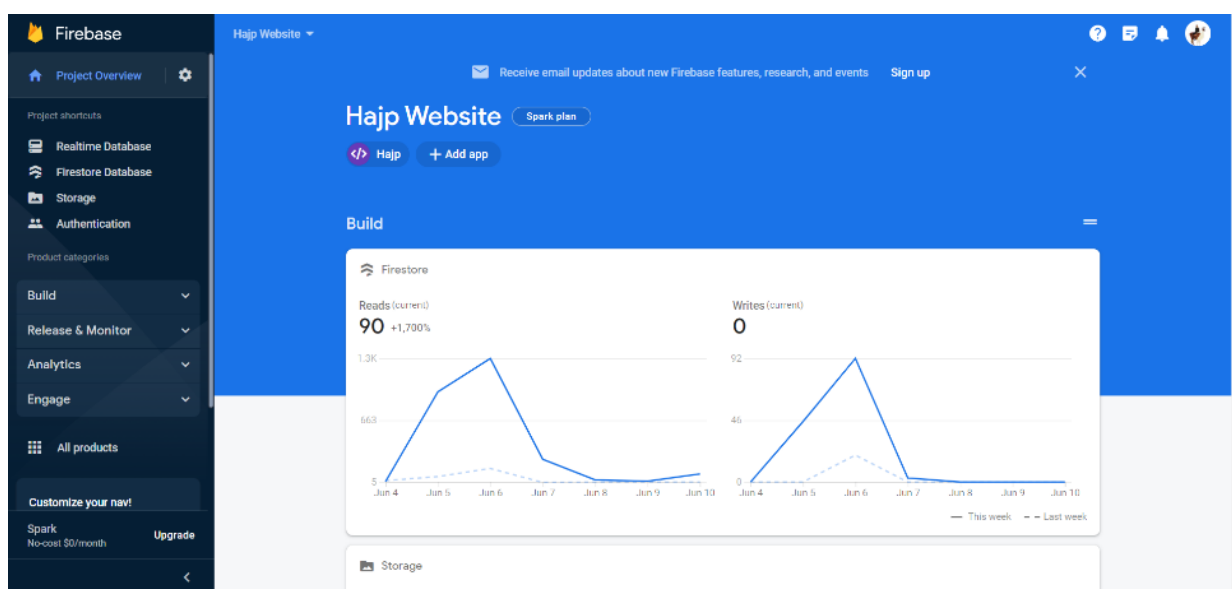 Firebase
Hajp Website
Project Overview
Receive email updates about new Firebase features, research, and events Sign up
Project shortcuts
Realtime Database
Firestore Database
Storage
Authentication
Product categories
Build
Release & Monitor
Analytics
Engage
All products
Customize your nav!
Spark
No-cost $0/month
Upgrade
Hajp Website Spark plan
</> Hajp + Add app
Build
Firestore
Reads (current)
90 +1,700%
1.3K
663
5
Jun 4 Jun 5 Jun 6 Jun 7 Jun 8 Jun 9 Jun 10
Writes (current)
0
92
46
0
Jun 4 Jun 5 Jun 6 Jun 7 Jun 8 Jun 9 Jun 10
This week Last week
Storage